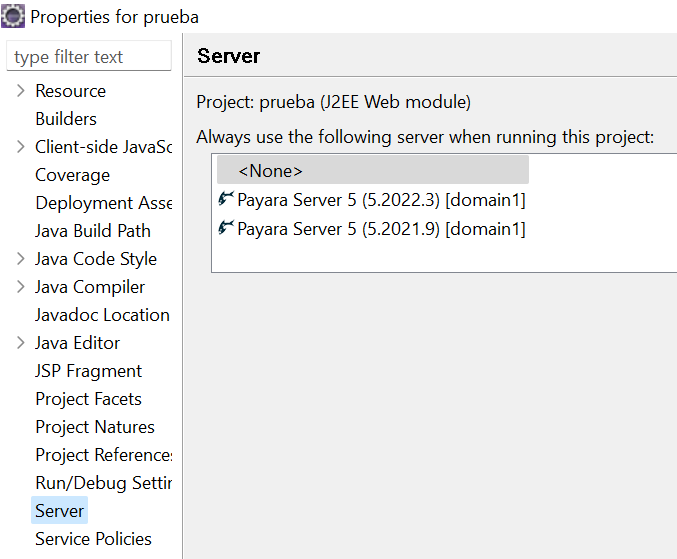 Properties for prueba
type filter text
Resource
Builders
Client-side JavaSc
Coverage
Deployment Asse
Java Build Path
Java Code Style
Java Compiler
Javadoc Location
Java Editor
JSP Fragment
Project Facets
Project Natures
Project References
Run/Debug Settin
Server
Service Policies
Server
Project: prueba (J2EE Web module)
Always use the following server when running this project:
<None>
Payara Server 5 (5.2022.3) [domain1]
Payara Server 5 (5.2021.9) [domain1]